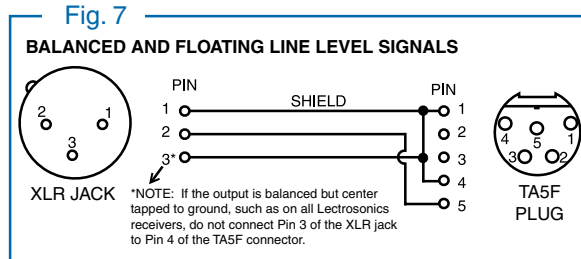 Fig. 7
BALANCED AND FLOATING LINE LEVEL SIGNALS
PIN
PIN
SHIELD
1
1
2
2
3*
3
4
5
2
1
3
XLR JACK
4
5
1
3
2
TA5F
PLUG
*NOTE: If the output is balanced but center
tapped to ground, such as on all Lectrosonics
receivers, do not connect Pin 3 of the XLR jack
to Pin 4 of the TA5F connector.